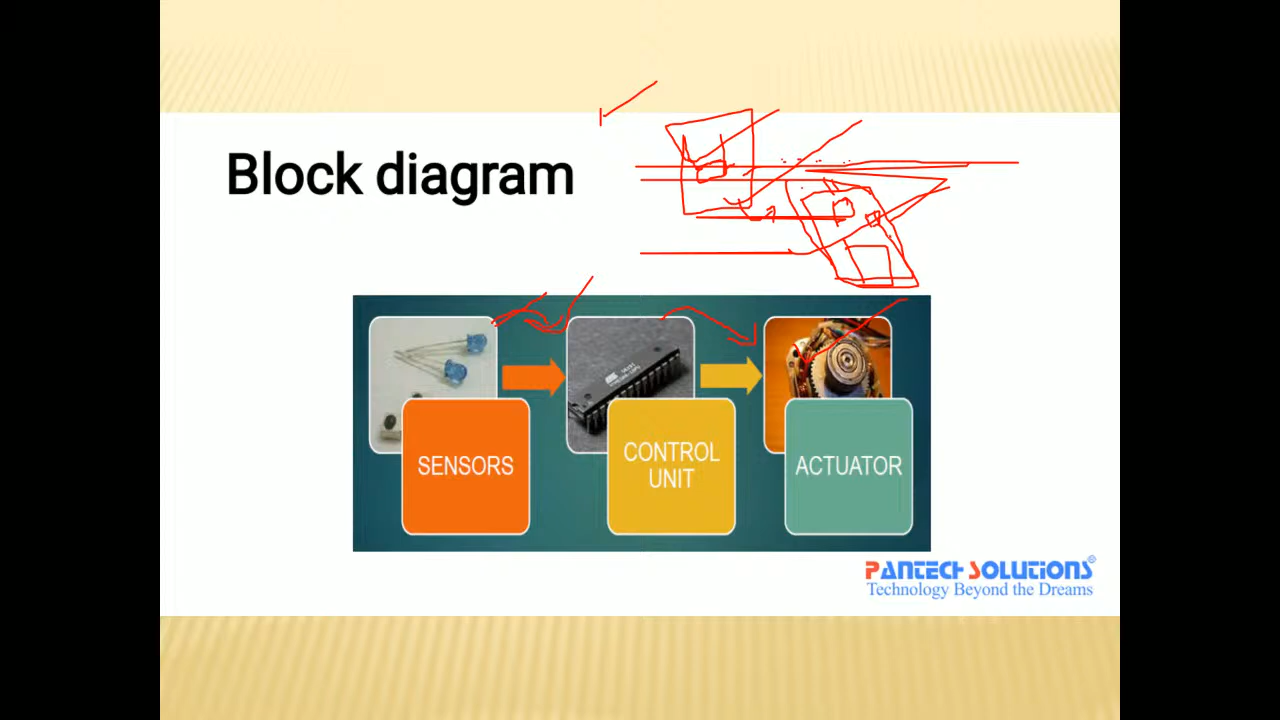 Block diagram
SENSORS
CONTROL
UNIT
ACTUATOR
PANTECH SOLUTIONS
Technology Beyond the Dreams